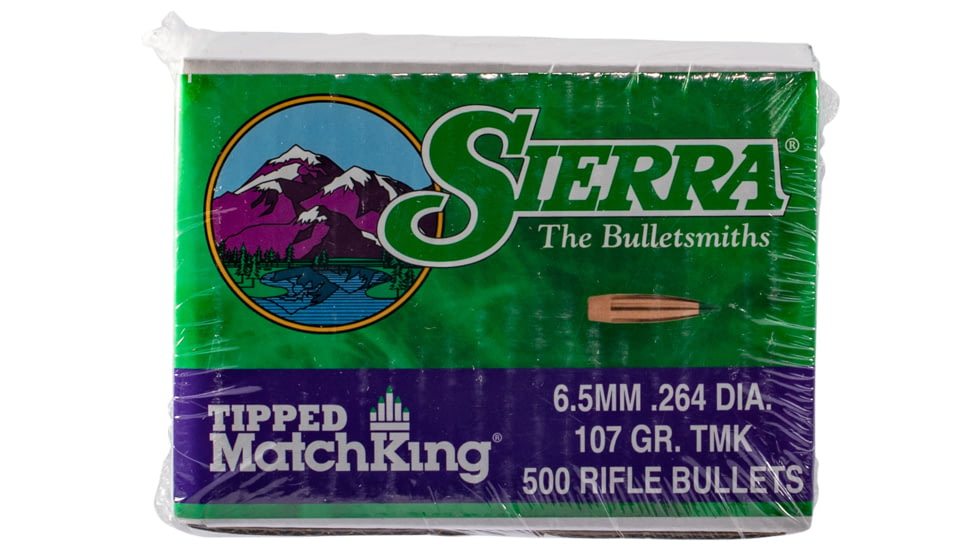 SIERRA®
The Bulletsmiths
TIPPED
MatchKing®
6.5MM .264 DIA.
107 GR. TMK
500 RIFLE BULLETS